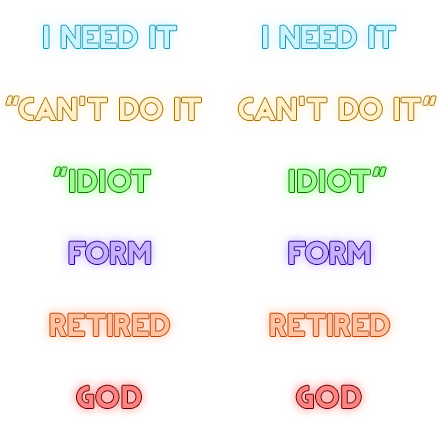 I NEED IT I NEED IT
"CAN'T DO IT CAN'T DO IT"
"IDIOT IDIOT"
FORM FORM
RETIRED RETIRED
GOD GOD